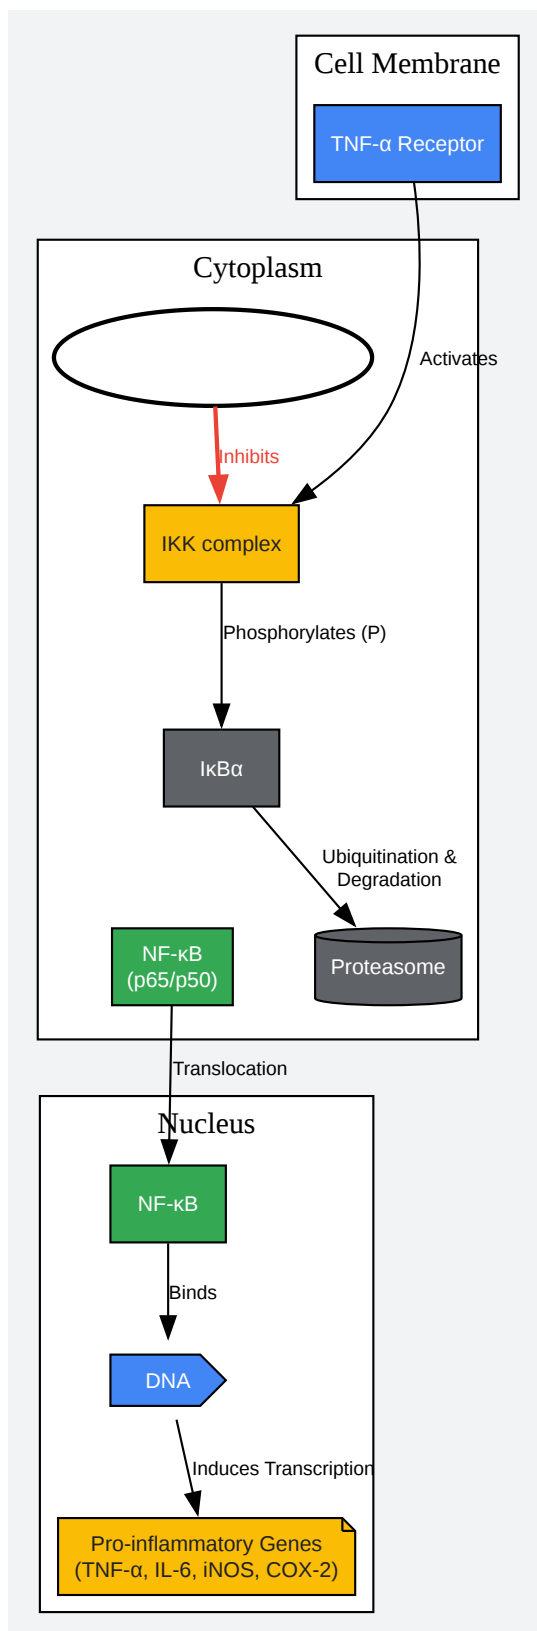 Cell Membrane
TNF-α Receptor
Cytoplasm
Activates
Inhibits
IKK complex
Phosphorylates (P)
IκBα
Ubiquitination &
Degradation
NF-κB
(p65/p50)
Proteasome
Translocation
Nucleus
NF-κB
Binds
DNA
Induces Transcription
Pro-inflammatory Genes
(TNF-α, IL-6, iNOS, COX-2)